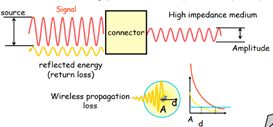 source
Signal
High impedance medium
connector
Amplitude
reflected energy
(return loss)
Wireless propagation
loss
A
d
A
d